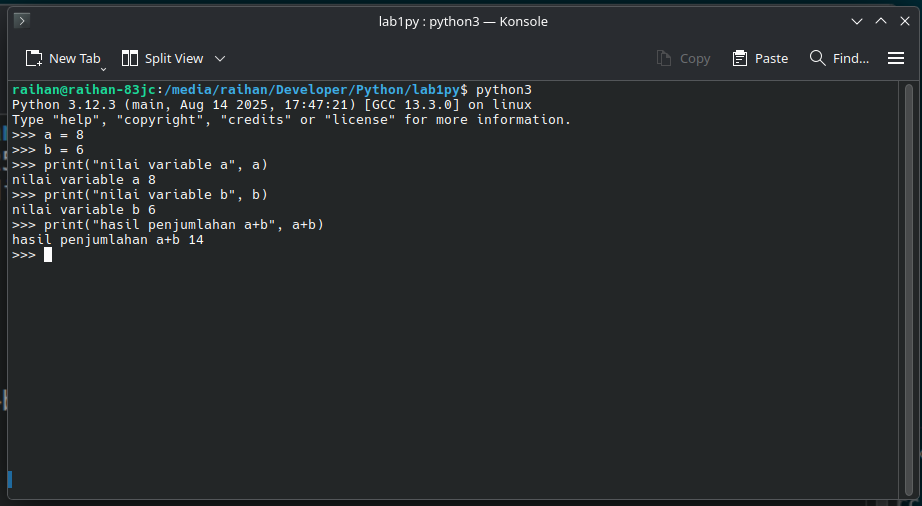 lab1py : python3 — Konsole
New Tab
Split View
Copy
Paste
Find...
raihan@raihan-83jc:/media/raihan/Developer/Python/lab1py$ python3
Python 3.12.3 (main, Aug 14 2025, 17:47:21) [GCC 13.3.0] on linux
Type "help", "copyright", "credits" or "license" for more information.
>>> a = 8
>>> b = 6
>>> print("nilai variable a", a)
nilai variable a 8
>>> print("nilai variable b", b)
nilai variable b 6
>>> print("hasil penjumlahan a+b", a+b)
hasil penjumlahan a+b 14
>>>